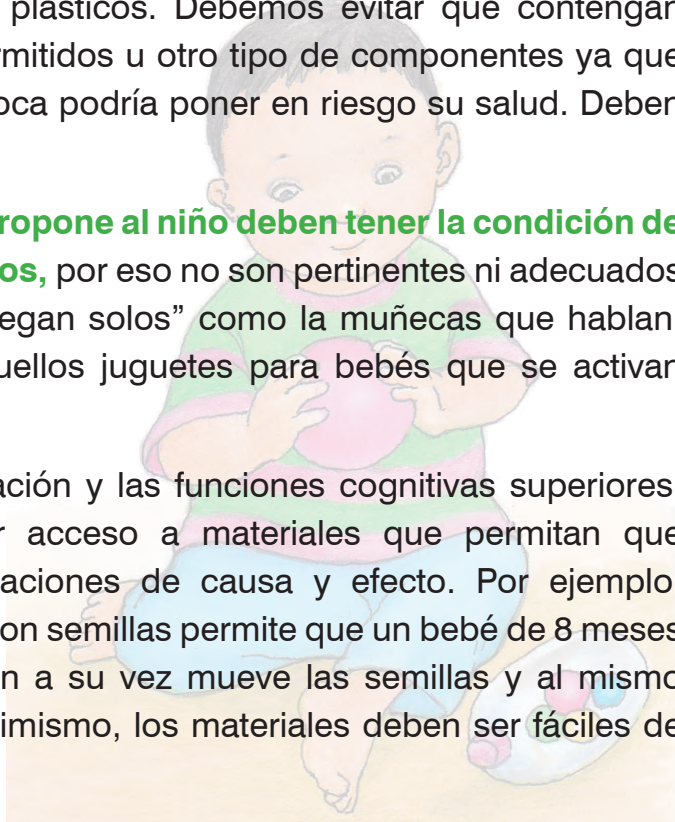 plásticos. Debemos evitar que contengan
rmitidos u otro tipo de componentes ya que
oca podría poner en riesgo su salud. Deben
ropone al niño deben tener la condición de
os, por eso no son pertinentes ni adecuados
egan solos” como la muñecas que hablan
uellos juguetes para bebés que se activan
ación y las funciones cognitivas superiores
r acceso a materiales que permitan que
aciones de causa y efecto. Por ejemplo
on semillas permite que un bebé de 8 meses
n a su vez mueve las semillas y al mismo
imismo, los materiales deben ser fáciles de